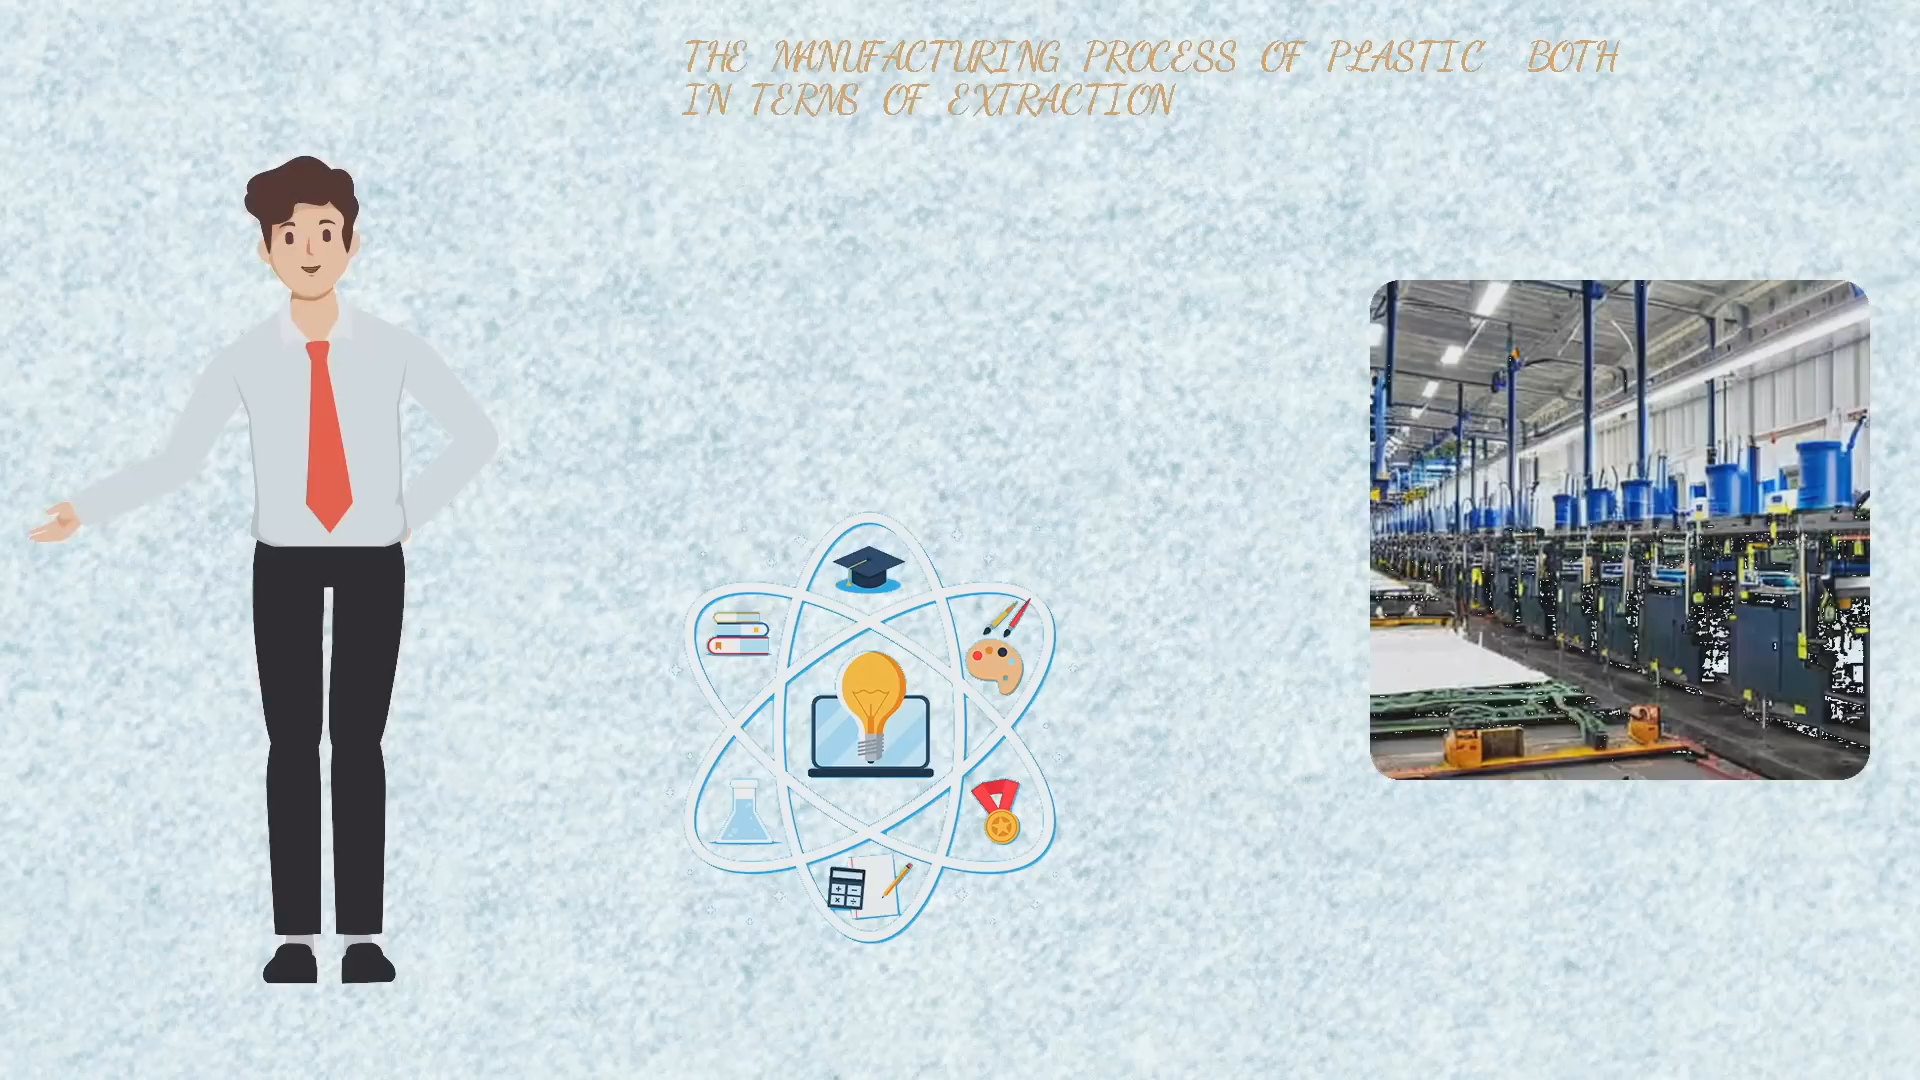 THE MANUFACTURING PROCESS OF PLASTIC BOTH
IN TERMS OF EXTRACTION